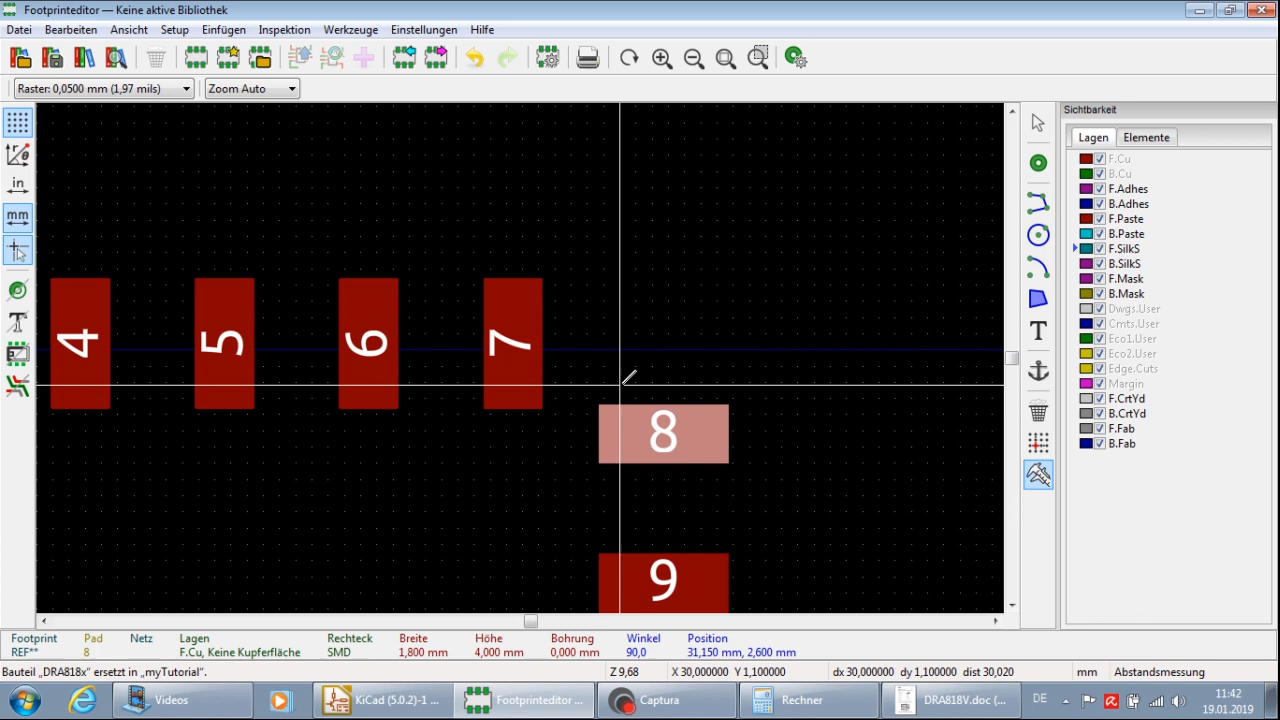 Footprinteditor — Keine aktive Bibliothek
Datei Bearbeiten Ansicht Setup Einfügen Inspektion Werkzeuge Einstellungen Hilfe
Raster: 0,0500 mm (1,97 mils) Zoom Auto
in
mm
4
5
6
7
8
9
T
Sichtbarkeit
Lagen Elemente
F.Cu
B.Cu
F.Adhes
B.Adhes
F.Paste
B.Paste
F.SilkS
B.SilkS
F.Mask
B.Mask
Dwgs.User
Cmts.User
Eco1.User
Eco2.User
Edge.Cuts
Margin
F.CrtYd
B.CrtYd
F.Fab
B.Fab
Footprint Pad Netz Lagen Rechteck Breite Höhe Bohrung Winkel Position
REF** 8 F.Cu, Keine Kupferfläche SMD 1,800 mm 4,000 mm 0,000 mm 90,0 31,150 mm, 2,600 mm
Bauteil „DRA818x“ ersetzt in „myTutorial“. Z 9,68 X 30,000000 Y 1,100000 dx 30,000000 dy 1,100000 dist 30,020 mm Abstandsmessung
Videos KiCad (5.0.2)-1 ... Footprinteditor ... Captura Rechner DRA818V.doc (... DE 11:42
19.01.2019